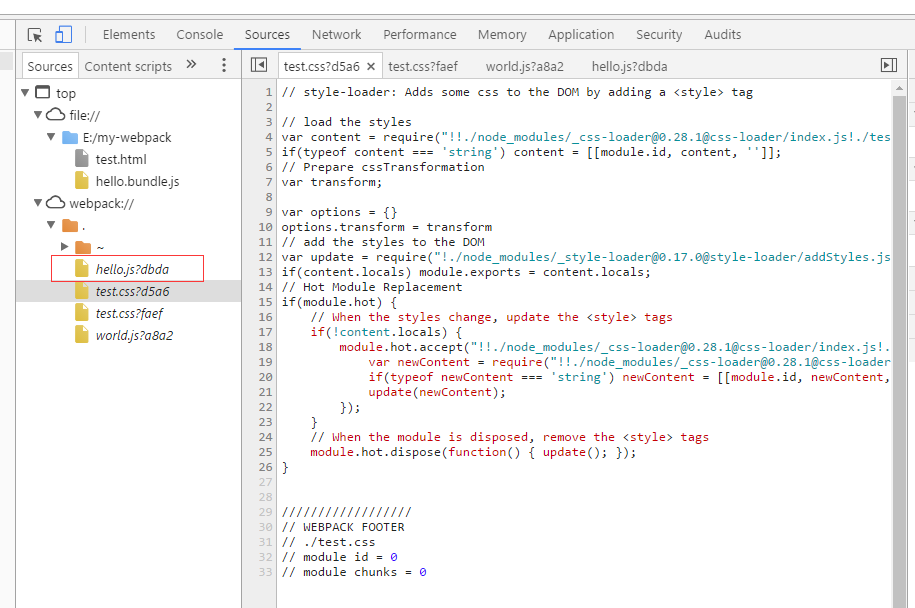 Elements Console Sources Network Performance Memory Application Security Audits
Sources Content scripts »
test.css?d5a6 × test.css?faef world.js?a8a2 hello.js?dbda
top
file://
E:/my-webpack
test.html
hello.bundle.js
webpack://
.
~
hello.js?dbda
test.css?d5a6
test.css?faef
world.js?a8a2
1 // style-loader: Adds some css to the DOM by adding a <style> tag
2
3 // load the styles
4 var content = require("!!./node_modules/_css-loader@0.28.1@css-loader/index.js!./tes
5 if(typeof content === 'string') content = [[module.id, content, '']];
6 // Prepare cssTransformation
7 var transform;
8
9 var options = {}
10 options.transform = transform
11 // add the styles to the DOM
12 var update = require("!./node_modules/_style-loader@0.17.0@style-loader/addStyles.js
13 if(content.locals) module.exports = content.locals;
14 // Hot Module Replacement
15 if(module.hot) {
16 // When the styles change, update the <style> tags
17 if(!content.locals) {
18 module.hot.accept("!!./node_modules/_css-loader@0.28.1@css-loader/index.js!.
19 var newContent = require("!!./node_modules/_css-loader@0.28.1@css-loader
20 if(typeof newContent === 'string') newContent = [[module.id, newContent,
21 update(newContent);
22 });
23 }
24 // When the module is disposed, remove the <style> tags
25 module.hot.dispose(function() { update(); });
26 }
27
28
29 //////////////////
30 // WEBPACK FOOTER
31 // ./test.css
32 // module id = 0
33 // module chunks = 0